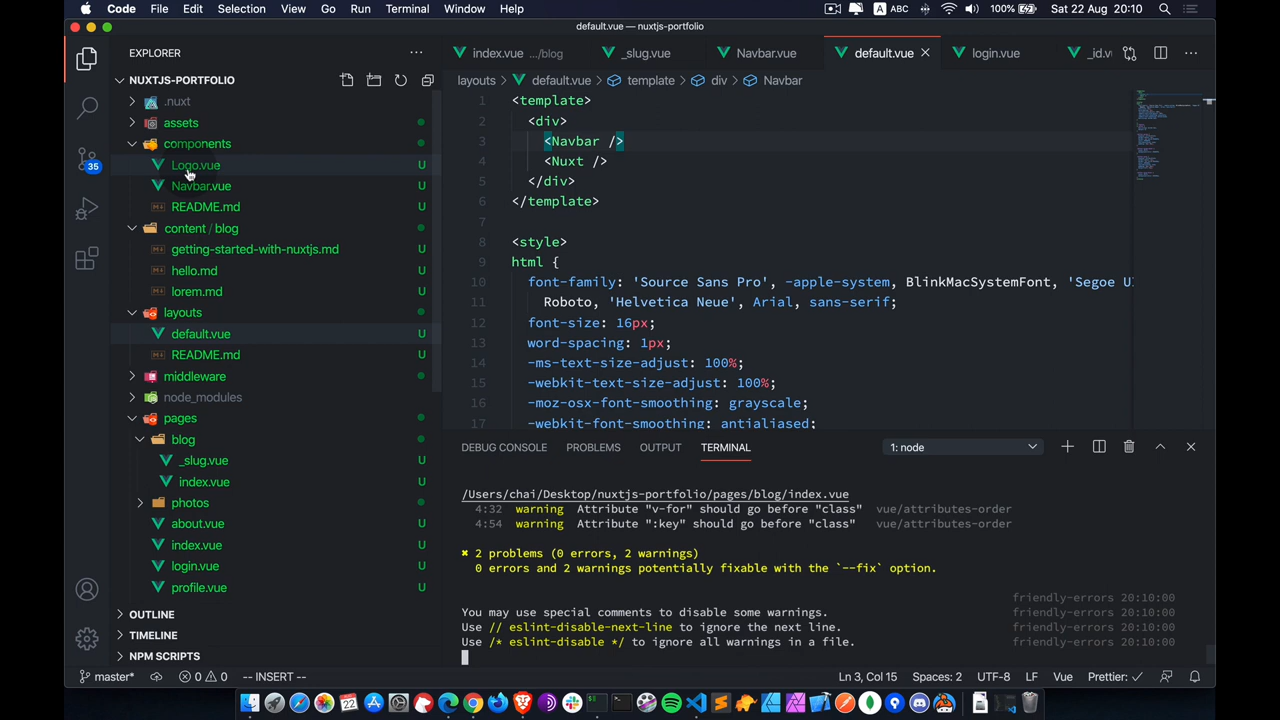 Code File Edit Selection View Go Run Terminal Window Help A ABC 100% Sat 22 Aug 20:10
default.vue — nuxtjs-portfolio
EXPLORER
NUXTJS-PORTFOLIO
.nuxt
assets
components
Logo.vue U
Navbar.vue U
README.md U
content / blog
getting-started-with-nuxtjs.md U
hello.md U
lorem.md U
layouts
default.vue U
README.md U
middleware
node_modules
pages
blog
_slug.vue U
index.vue U
photos
about.vue U
index.vue U
login.vue U
profile.vue U
OUTLINE
TIMELINE
NPM SCRIPTS
35
index.vue .../blog _slug.vue Navbar.vue default.vue login.vue _id.v
layouts default.vue template div Navbar
1 <template>
2 <div>
3 <Navbar />
4 <Nuxt />
5 </div>
6 </template>
7
8 <style>
9 html {
10 font-family: 'Source Sans Pro', -apple-system, BlinkMacSystemFont, 'Segoe U
11 Roboto, 'Helvetica Neue', Arial, sans-serif;
12 font-size: 16px;
13 word-spacing: 1px;
14 -ms-text-size-adjust: 100%;
15 -webkit-text-size-adjust: 100%;
16 -moz-osx-font-smoothing: grayscale;
17 -webkit-font-smoothing: antialiased;
DEBUG CONSOLE PROBLEMS OUTPUT TERMINAL 1: node
/Users/chai/Desktop/nuxtjs-portfolio/pages/blog/index.vue
4:32 warning Attribute "v-for" should go before "class" vue/attributes-order
4:54 warning Attribute ":key" should go before "class" vue/attributes-order
✖ 2 problems (0 errors, 2 warnings)
0 errors and 2 warnings potentially fixable with the `--fix` option.
friendly-errors 20:10:00
You may use special comments to disable some warnings. friendly-errors 20:10:00
Use // eslint-disable-next-line to ignore the next line. friendly-errors 20:10:00
Use /* eslint-disable */ to ignore all warnings in a file. friendly-errors 20:10:00
master* 0 0 -- INSERT -- Ln 3, Col 15 Spaces: 2 UTF-8 LF Vue Prettier: ✓